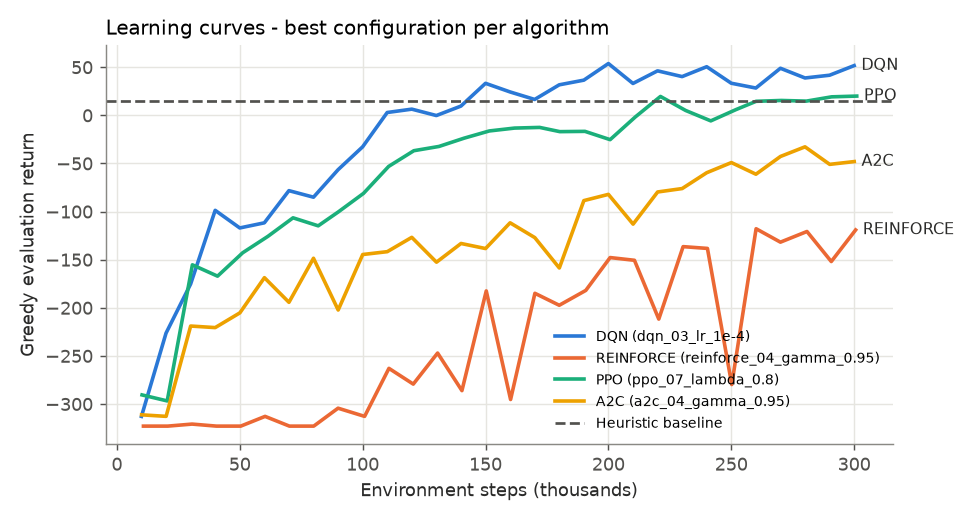 Learning curves - best configuration per algorithm
Greedy evaluation return
50
0
−50
−100
−150
−200
−250
−300
DQN
PPO
A2C
REINFORCE
DQN (dqn_03_lr_1e-4)
REINFORCE (reinforce_04_gamma_0.95)
PPO (ppo_07_lambda_0.8)
A2C (a2c_04_gamma_0.95)
Heuristic baseline
0 50 100 150 200 250 300
Environment steps (thousands)